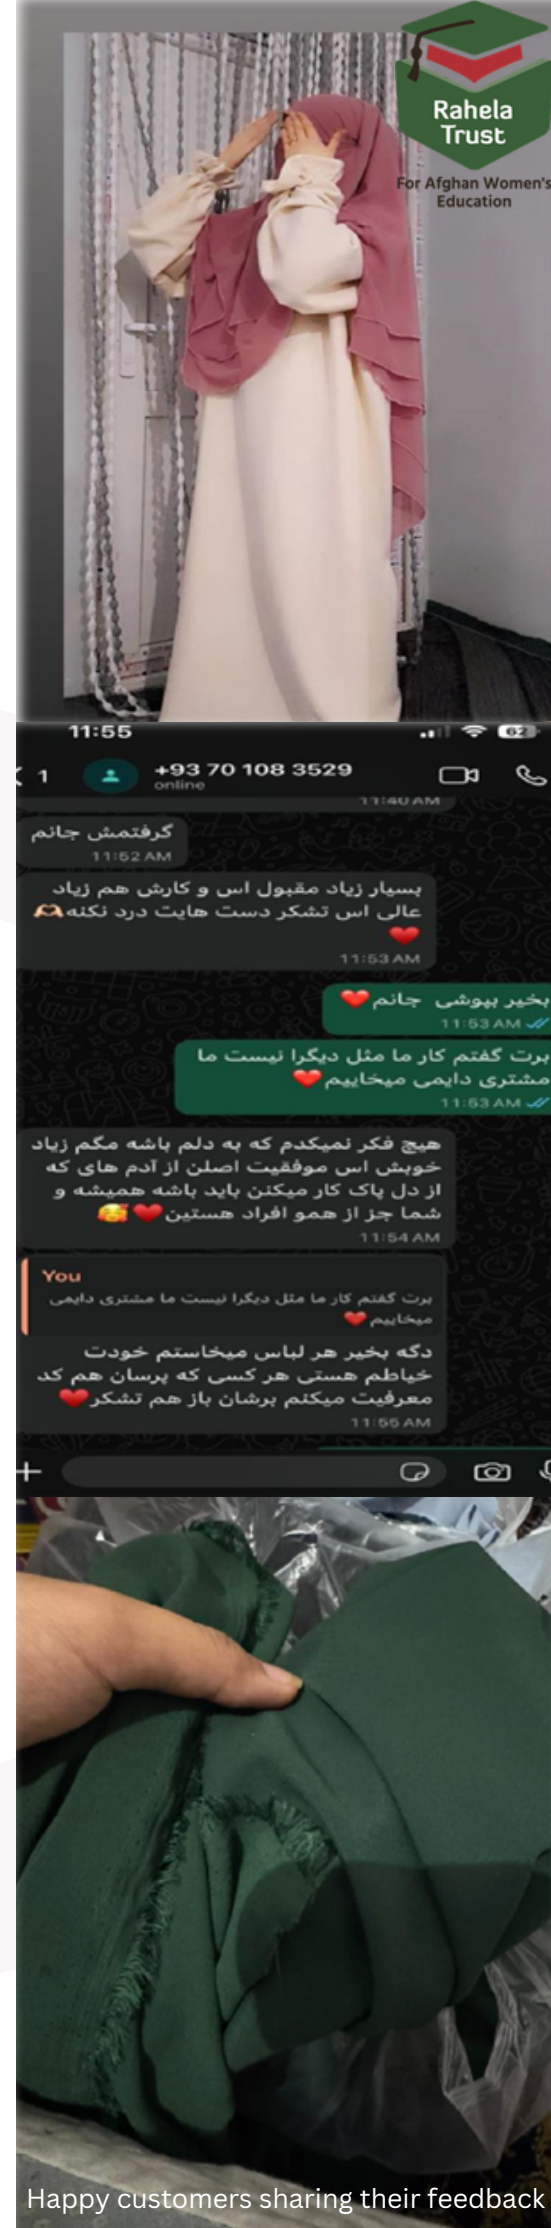 Rahela
Trust
For Afghan Women's
Education
11:55
62
1
+93 70 108 3529
online
11:40 AM
گرفتمش جانم
11:52 AM
بسیار زیاد مقبول اس و کارش هم زیاد
عالی اس تشکر دست هایت درد نکنه🫶🏻
❤️
11:53 AM
بخیر بپوشی جانم❤️
11:53 AM
برت گفتم کار ما مثل دیگرا نیست ما
مشتری دایمی میخاییم❤️
11:53 AM
هیچ فکر نمیکدم که به دلم باشه مگم زیاد
خوبش اس موفقیت اصلن از آدم های که
از دل پاک کار میکنن باید باشه همیشه و
شما جز از همو افراد هستین❤️🥰
11:54 AM
You
برت گفتم کار ما مثل دیگرا نیست ما مشتری دایمی
میخاییم❤️
دگه بخیر هر لباس میخاستم خودت
خیاطم هستی هر کسی که پرسان هم کد
معرفیت میکنم برشان باز هم تشکر❤️
11:55 AM
Happy customers sharing their feedback